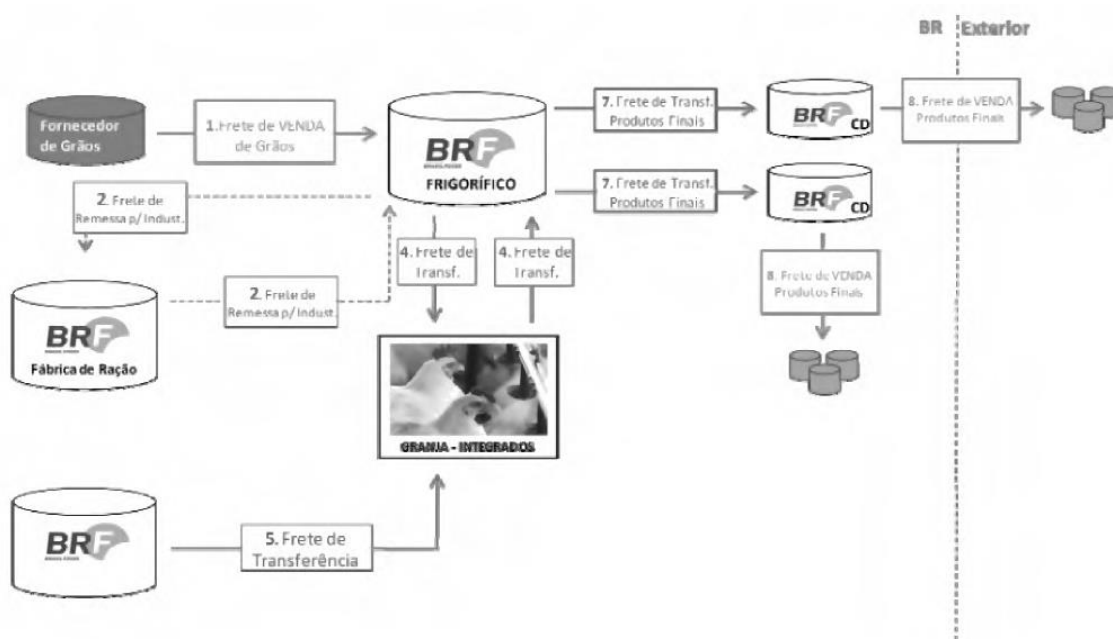 BR Exterior
Fornecedor
de Grãos
1.Frete de VENDA
de Grãos
BRF
FRIGORÍFICO
7. Frete de Transf.
Produtos Finais
BRF CD
8. Frete de VENDA
Produtos Finais
7. Frete de Transf.
Produtos Finais
BRF CD
2. Frete de
Remessa p/ Indust.
4. Frete de
Transf.
4. Frete de
Transf.
8. Frete de VENDA
Produtos Finais
2. Frete de
Remessa p/ Indust.
BRF
Fábrica de Ração
GRANJA - INTEGRADOS
BRF
5. Frete de
Transferência